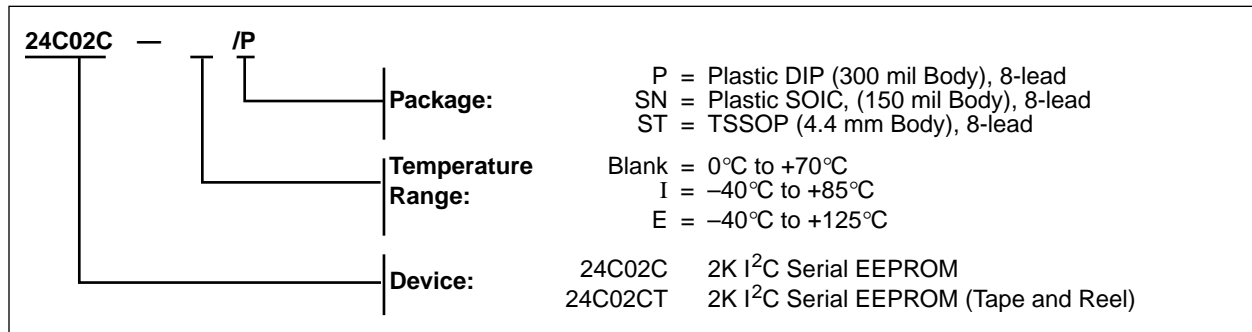 24C02C — _ /P
Package: P = Plastic DIP (300 mil Body), 8-lead
SN = Plastic SOIC, (150 mil Body), 8-lead
ST = TSSOP (4.4 mm Body), 8-lead
Temperature Range: Blank = 0°C to +70°C
I = –40°C to +85°C
E = –40°C to +125°C
Device: 24C02C 2K I²C Serial EEPROM
24C02CT 2K I²C Serial EEPROM (Tape and Reel)